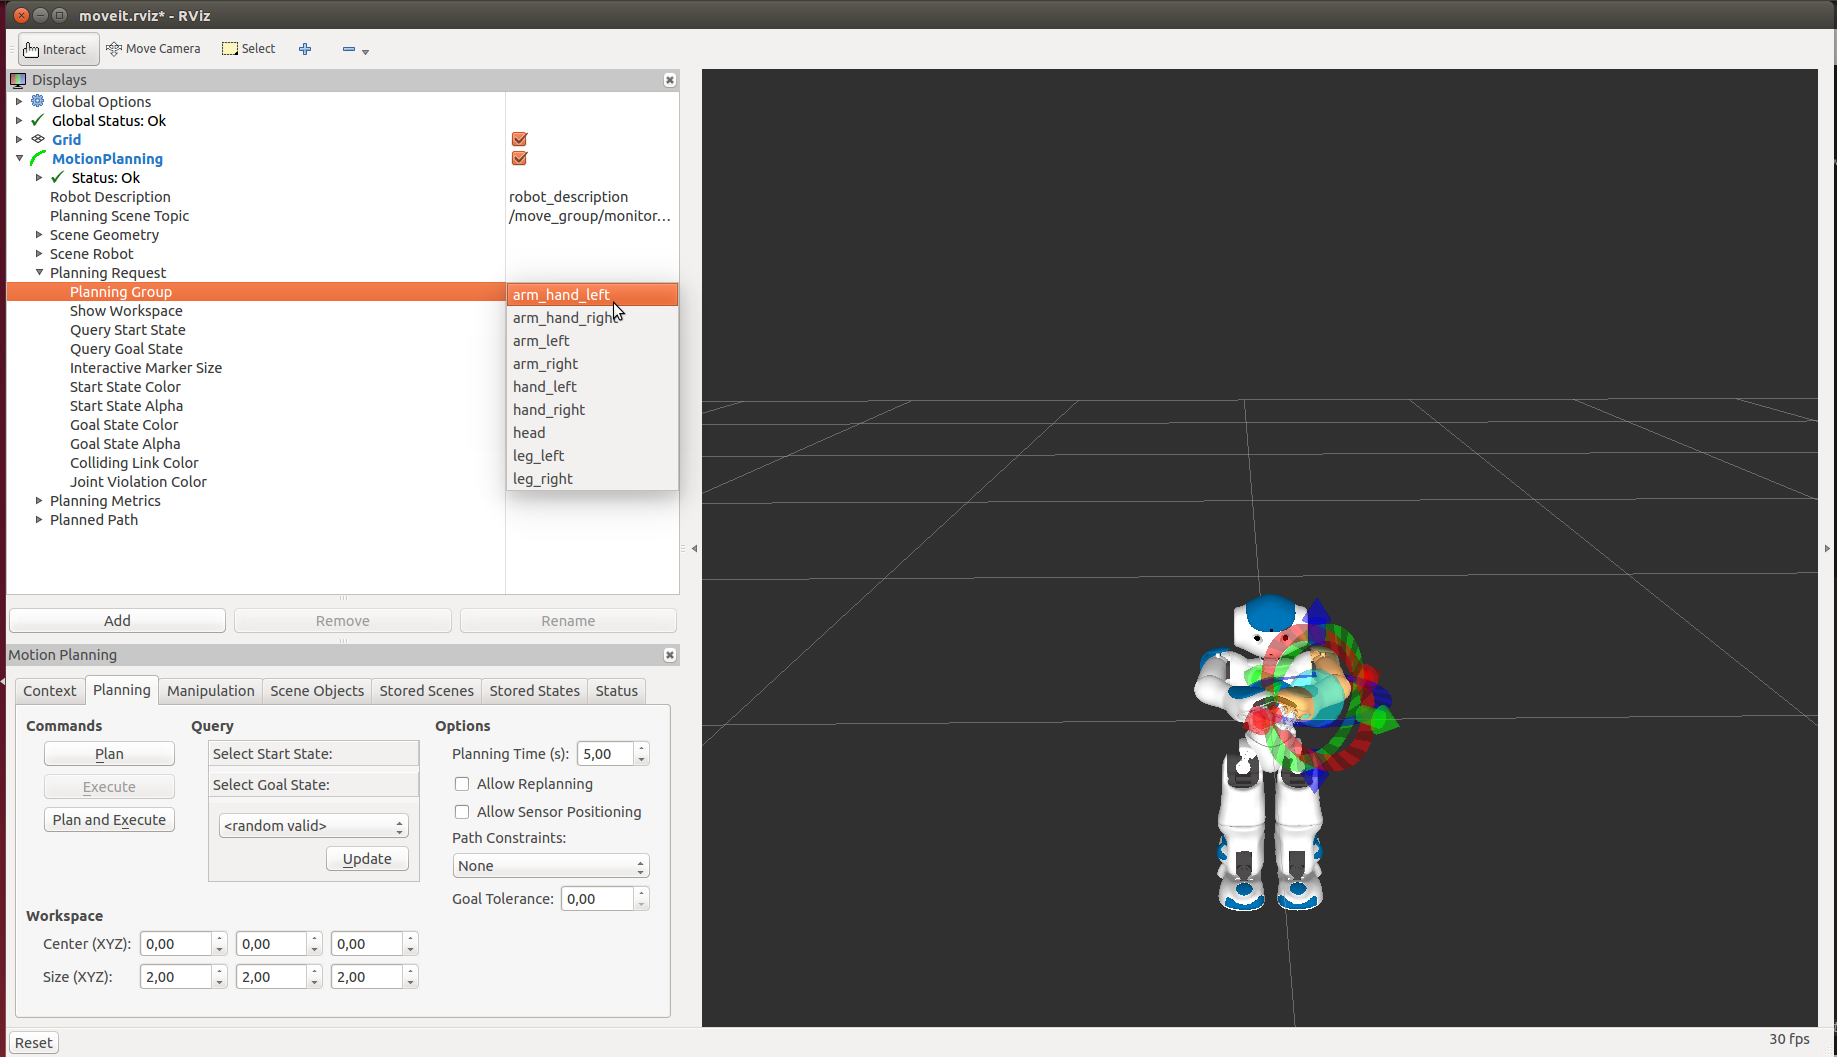 moveit.rviz* - RViz
Interact Move Camera Select
Displays
Global Options
Global Status: Ok
Grid
MotionPlanning
Status: Ok
Robot Description robot_description
Planning Scene Topic /move_group/monitor...
Scene Geometry
Scene Robot
Planning Request
Planning Group arm_hand_left
Show Workspace arm_hand_right
Query Start State arm_left
Query Goal State arm_right
Interactive Marker Size hand_left
Start State Color hand_right
Start State Alpha head
Goal State Color leg_left
Goal State Alpha leg_right
Colliding Link Color
Joint Violation Color
Planning Metrics
Planned Path
Add Remove Rename
Motion Planning
Context Planning Manipulation Scene Objects Stored Scenes Stored States Status
Commands Query Options
Plan Select Start State: Planning Time (s): 5,00
Execute Select Goal State: Allow Replanning
Plan and Execute <random valid> Allow Sensor Positioning
Path Constraints:
Update None
Goal Tolerance: 0,00
Workspace
Center (XYZ): 0,00 0,00 0,00
Size (XYZ): 2,00 2,00 2,00
Reset 30 fps